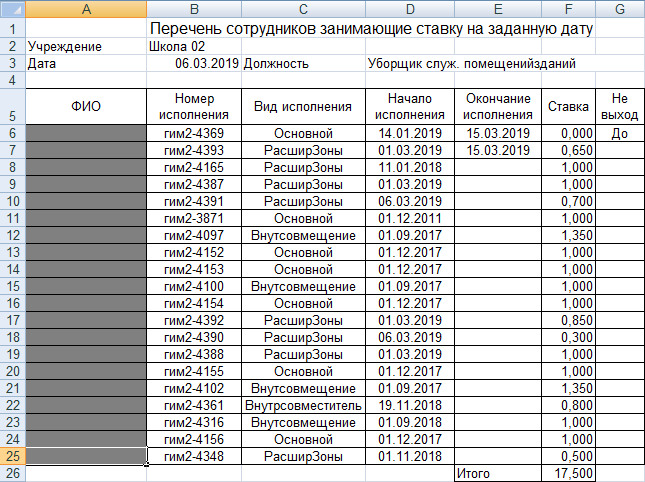 A B C D E F G
1 Перечень сотрудников занимающие ставку на заданную дату
2 Учреждение Школа 02
3 Дата 06.03.2019 Должность Уборщик служ. помещенийзданий
4
5 ФИО Номер исполнения Вид исполнения Начало исполнения Окончание исполнения Ставка Не выход
6 гим2-4369 Основной 14.01.2019 15.03.2019 0,000 До
7 гим2-4393 РасширЗоны 01.03.2019 15.03.2019 0,650
8 гим2-4165 РасширЗоны 11.01.2018 1,000
9 гим2-4387 РасширЗоны 01.03.2019 1,000
10 гим2-4391 РасширЗоны 06.03.2019 0,700
11 гим2-3871 Основной 01.12.2011 1,000
12 гим2-4097 Внутсовмещение 01.09.2017 1,350
13 гим2-4152 Основной 01.12.2017 1,000
14 гим2-4153 Основной 01.12.2017 1,000
15 гим2-4100 Внутсовмещение 01.09.2017 1,000
16 гим2-4154 Основной 01.12.2017 1,000
17 гим2-4392 РасширЗоны 01.03.2019 0,850
18 гим2-4390 РасширЗоны 06.03.2019 0,300
19 гим2-4388 РасширЗоны 01.03.2019 1,000
20 гим2-4155 Основной 01.12.2017 1,000
21 гим2-4102 Внутсовмещение 01.09.2017 1,350
22 гим2-4361 Внутрсовместитель 19.11.2018 0,800
23 гим2-4316 Внутсовмещение 01.09.2018 1,000
24 гим2-4156 Основной 01.12.2017 1,000
25 гим2-4348 РасширЗоны 01.11.2018 0,500
26 Итого 17,500